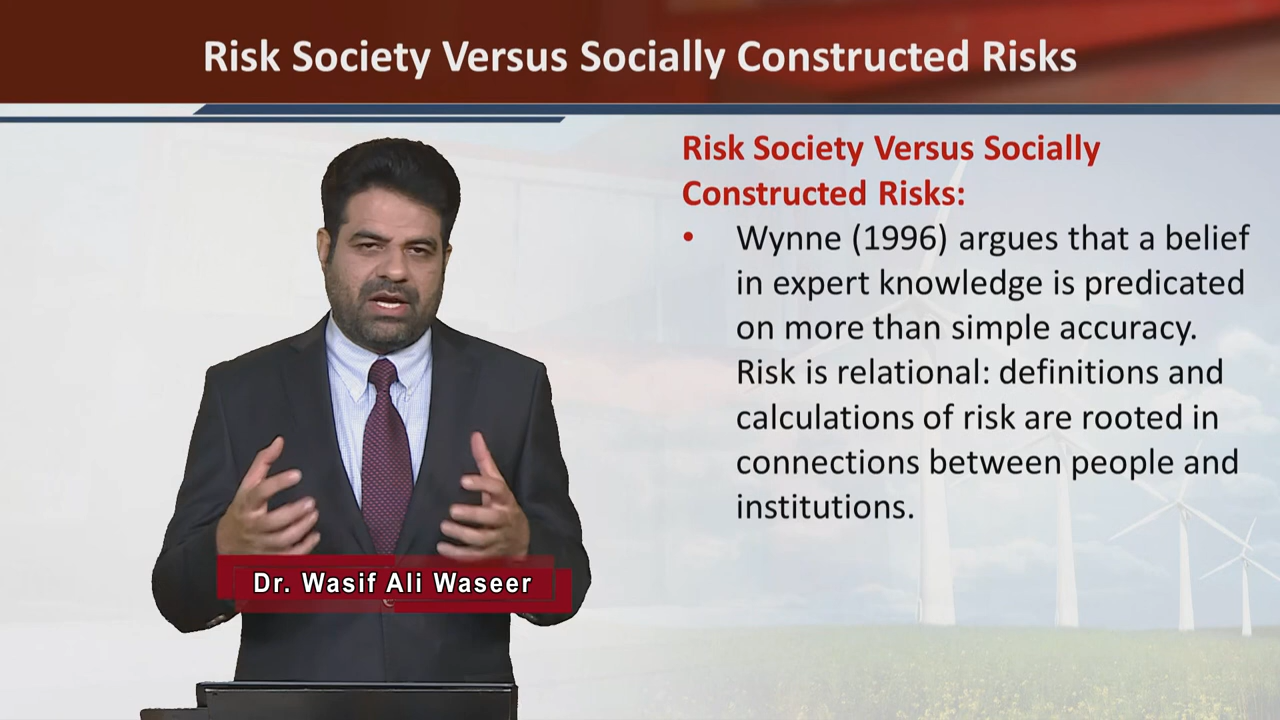 Risk Society Versus Socially Constructed Risks
Risk Society Versus Socially
Constructed Risks:
• Wynne (1996) argues that a belief
in expert knowledge is predicated
on more than simple accuracy.
Risk is relational: definitions and
calculations of risk are rooted in
connections between people and
institutions.
Dr. Wasif Ali Waseer